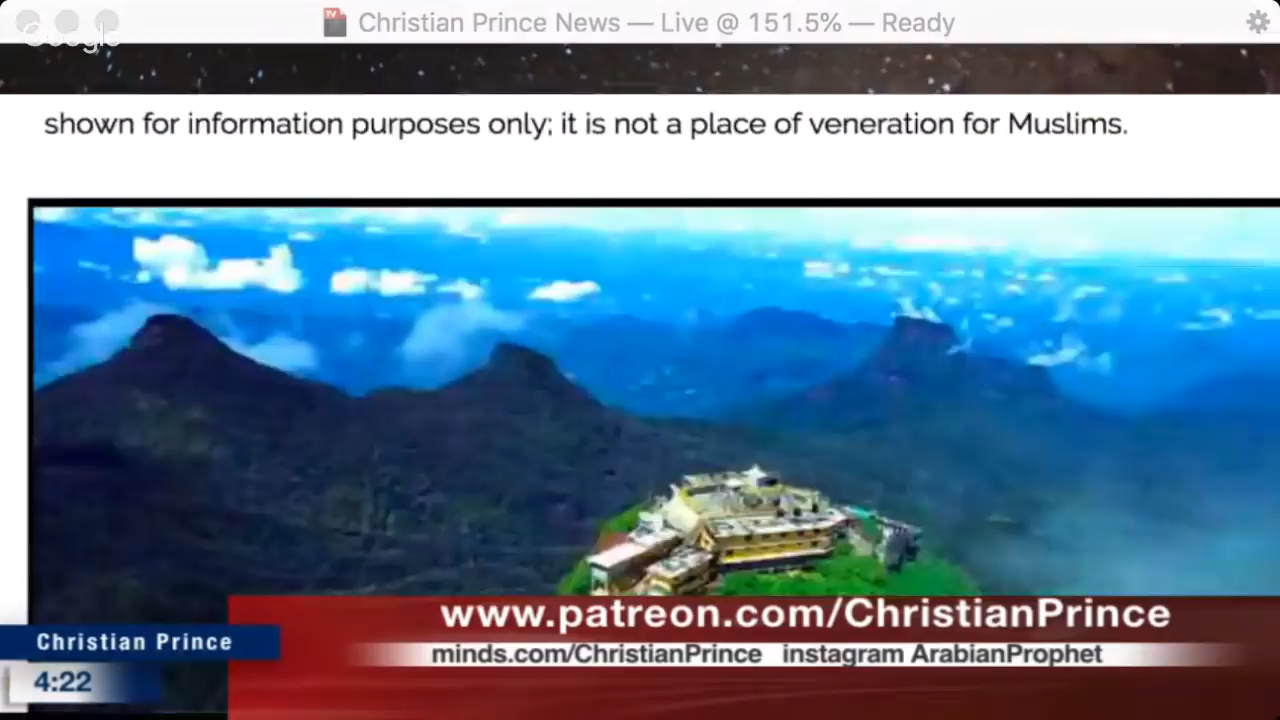 Christian Prince News — Live @ 151.5% — Ready
Google
shown for information purposes only; it is not a place of veneration for Muslims.
www.patreon.com/ChristianPrince
Christian Prince
minds.com/ChristianPrince instagram ArabianProphet
4:22